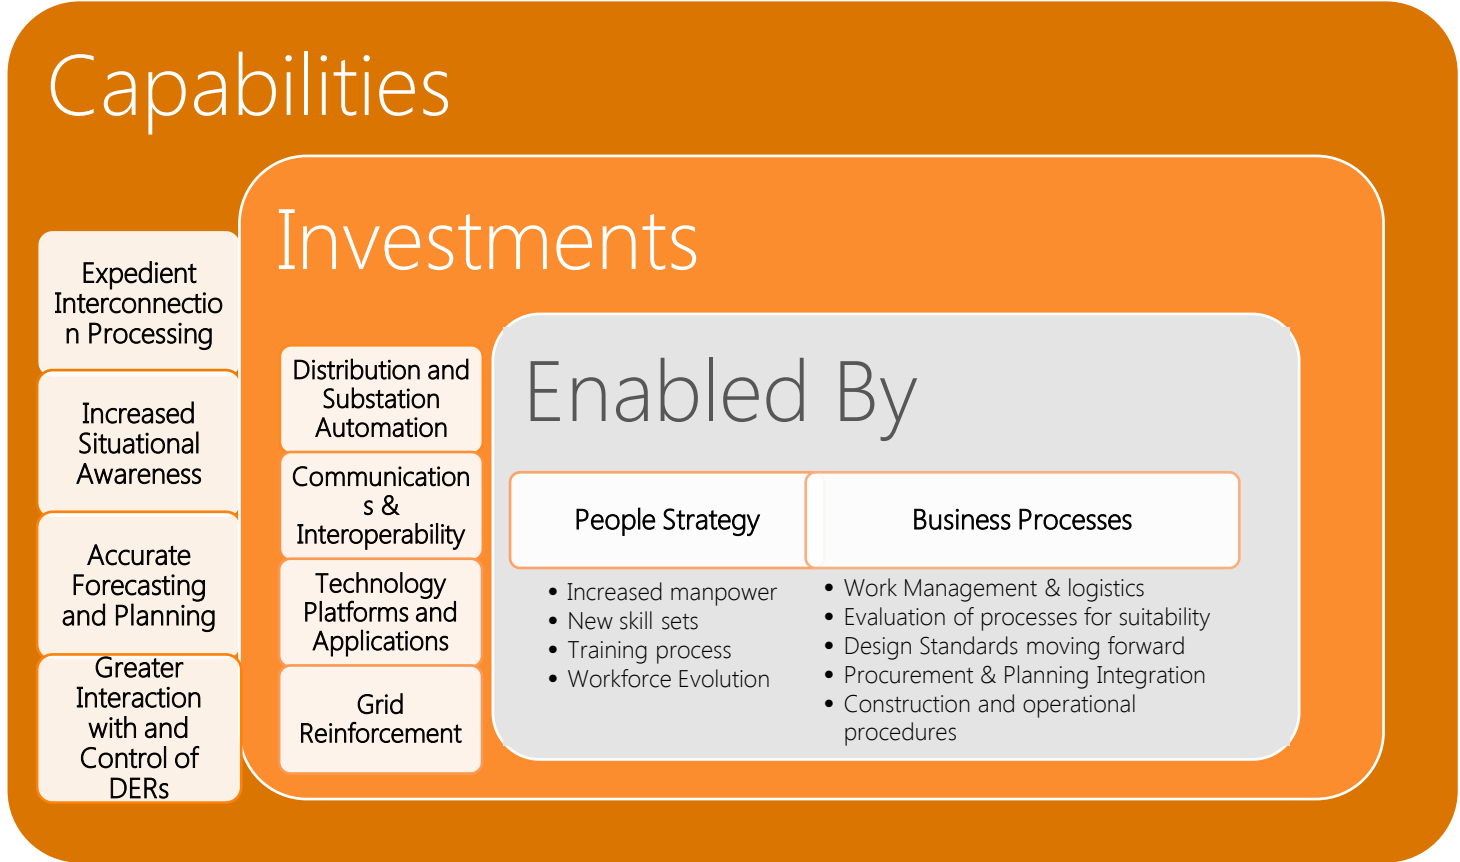 Capabilities
Expedient
Interconnectio
n Processing
Increased
Situational
Awareness
Accurate
Forecasting
and Planning
Greater
Interaction
with and
Control of
DERs
Investments
Distribution and
Substation
Automation
Communication
s &
Interoperability
Technology
Platforms and
Applications
Grid
Reinforcement
Enabled By
People Strategy
• Increased manpower
• New skill sets
• Training process
• Workforce Evolution
Business Processes
• Work Management & logistics
• Evaluation of processes for suitability
• Design Standards moving forward
• Procurement & Planning Integration
• Construction and operational
procedures